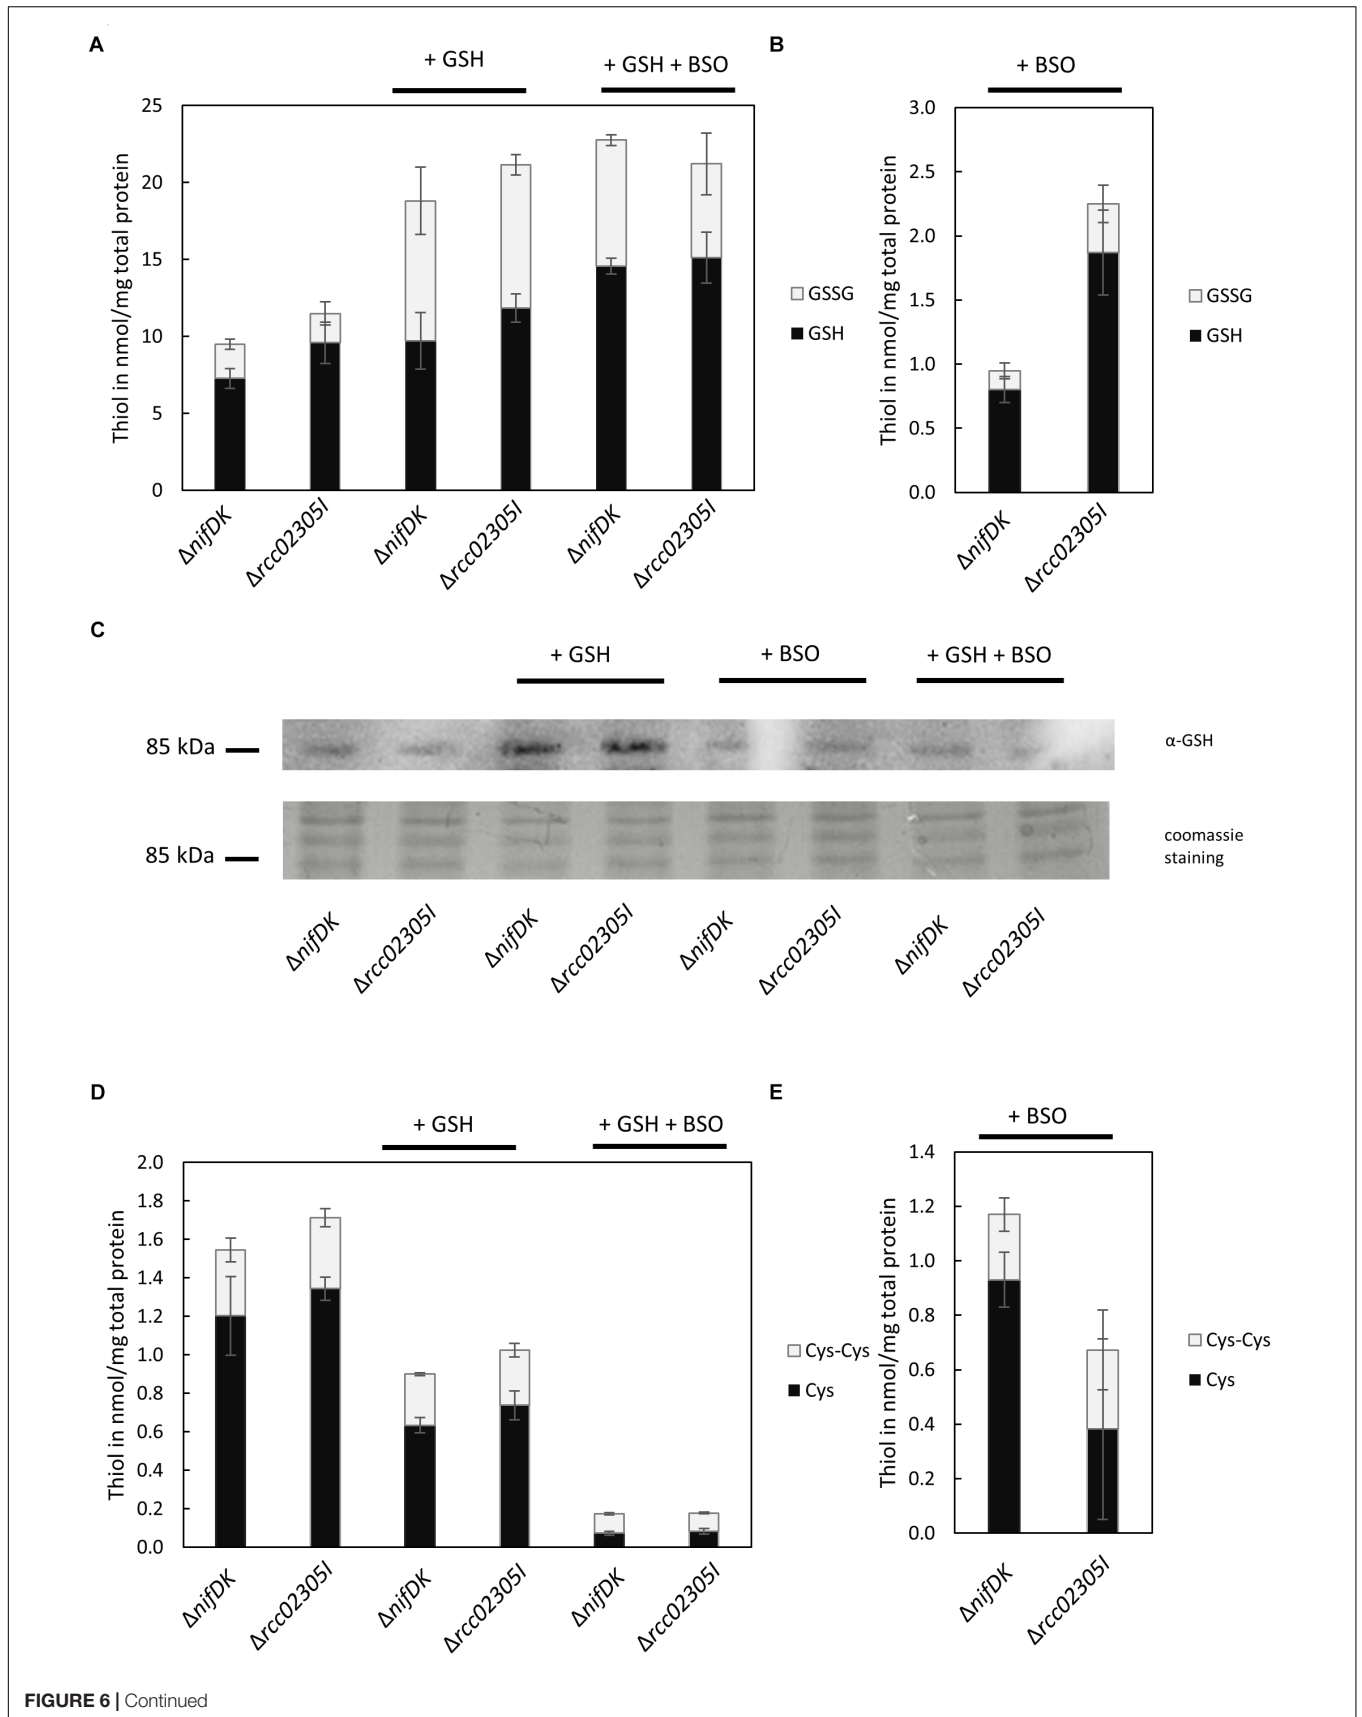 A
+ GSH
+ GSH + BSO
Thiol in nmol/mg total protein
25
20
15
10
5
0
GSSG
GSH
ΔnifDK
Δrcc02305I
ΔnifDK
Δrcc02305I
ΔnifDK
Δrcc02305I
B
+ BSO
Thiol in nmol/mg total protein
3.0
2.5
2.0
1.5
1.0
0.5
0.0
GSSG
GSH
ΔnifDK
Δrcc02305I
C
+ GSH
+ BSO
+ GSH + BSO
85 kDa
α-GSH
85 kDa
coomassie
staining
ΔnifDK
Δrcc02305I
ΔnifDK
Δrcc02305I
ΔnifDK
Δrcc02305I
ΔnifDK
Δrcc02305I
D
+ GSH
+ GSH + BSO
Thiol in nmol/mg total protein
2.0
1.8
1.6
1.4
1.2
1.0
0.8
0.6
0.4
0.2
0.0
Cys-Cys
Cys
ΔnifDK
Δrcc02305I
ΔnifDK
Δrcc02305I
ΔnifDK
Δrcc02305I
E
+ BSO
Thiol in nmol/mg total protein
1.4
1.2
1.0
0.8
0.6
0.4
0.2
0.0
Cys-Cys
Cys
ΔnifDK
Δrcc02305I
FIGURE 6 | Continued